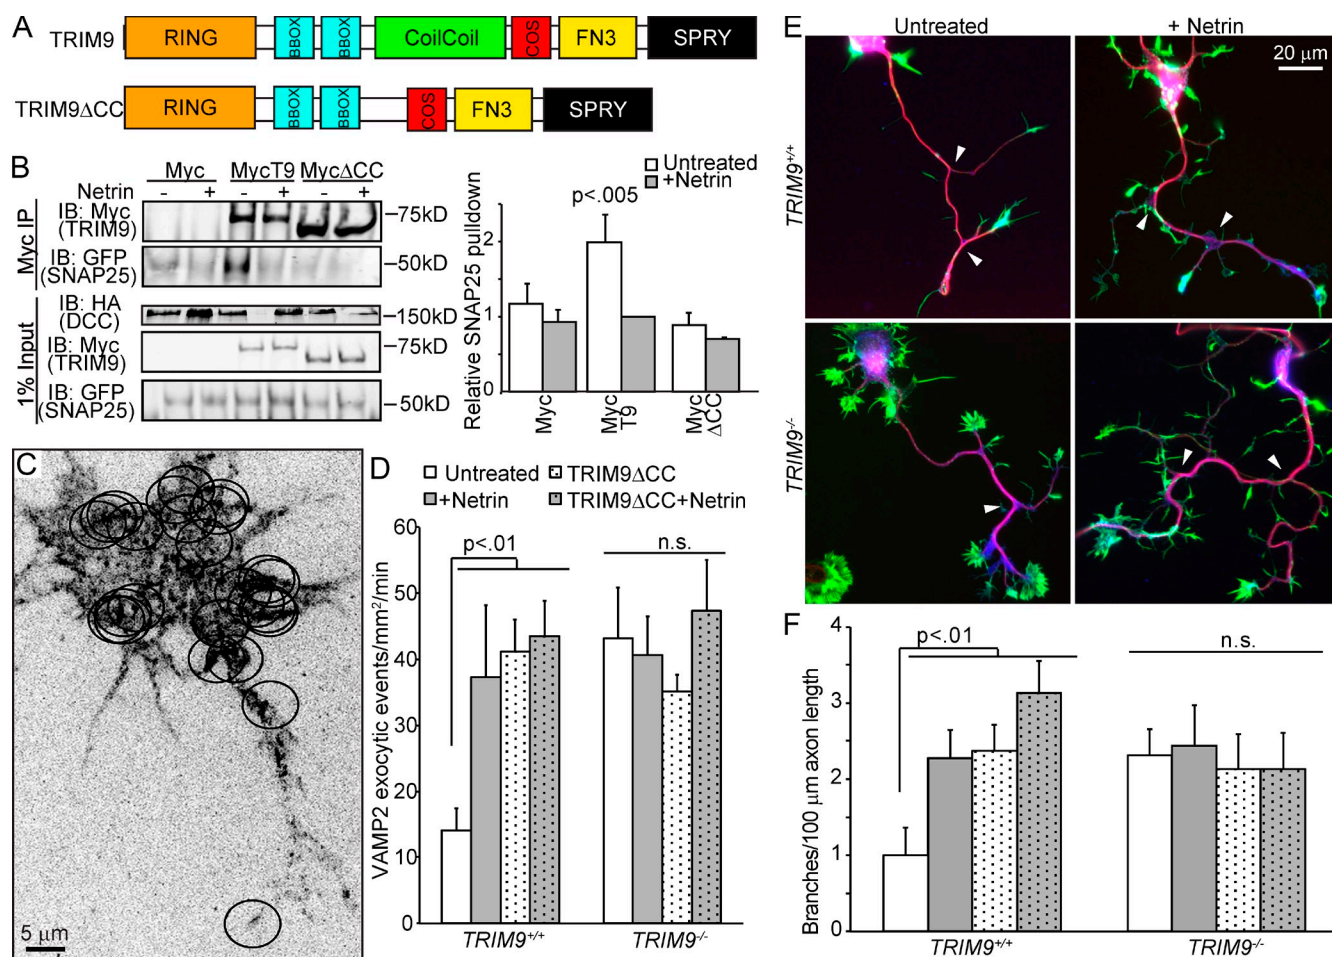 A
TRIM9 RING BBOX BBOX CoilCoil COS FN3 SPRY
TRIM9ΔCC RING BBOX BBOX COS FN3 SPRY
B
Myc MycT9 MycΔCC
Netrin - + - + - +
Myc IP
IB: Myc
(TRIM9)
–75kD
IB: GFP
(SNAP25)
–50kD
1% Input
IB: HA
(DCC)
–150kD
IB: Myc
(TRIM9)
–75kD
IB: GFP
(SNAP25)
–50kD
Untreated
+Netrin
p<.005
Relative SNAP25 pulldown
2
1
0
Myc
Myc
T9
Myc
ΔCC
C
5 μm
D
Untreated
+Netrin
TRIM9ΔCC
TRIM9ΔCC+Netrin
VAMP2 exocytic events/mm²/min
60
50
40
30
20
10
0
p<.01
n.s.
TRIM9+/+
TRIM9-/-
E
Untreated
+ Netrin
20 μm
TRIM9+/+
TRIM9-/-
F
Branches/100 μm axon length
4
3
2
1
0
p<.01
n.s.
TRIM9+/+
TRIM9-/-